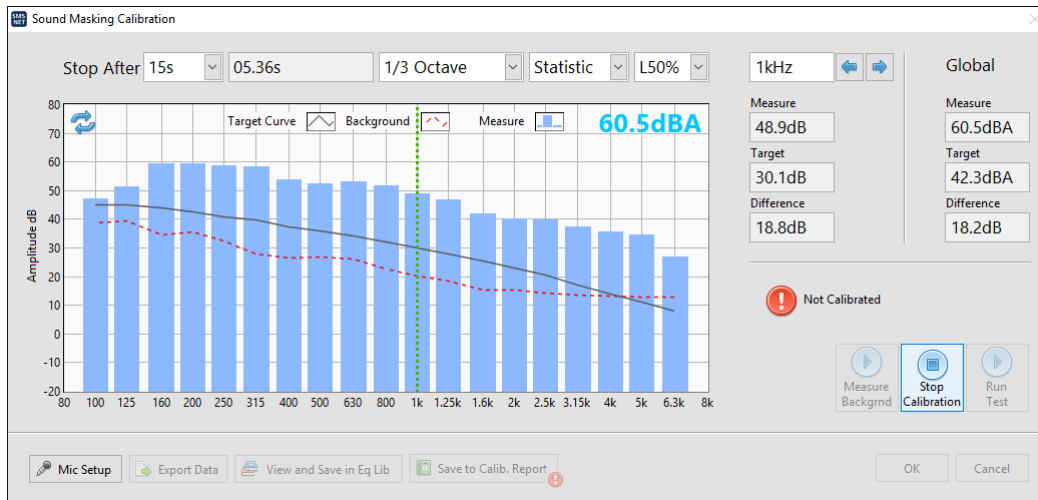 SMS NET
Sound Masking Calibration
Stop After 15s 05.36s 1/3 Octave Statistic L50% 1kHz Global
Target Curve Background Measure 60.5dBA
Amplitude dB
80
70
60
50
40
30
20
10
0
-10
-20
80 100 125 160 200 250 315 400 500 630 800 1k 1.25k 1.6k 2k 2.5k 3.15k 4k 5k 6.3k 8k
Measure Measure
48.9dB 60.5dBA
Target Target
30.1dB 42.3dBA
Difference Difference
18.8dB 18.2dB
! Not Calibrated
Measure Backgrnd
Stop Calibration
Run Test
Mic Setup Export Data View and Save in Eq Lib Save to Calib. Report ! OK Cancel